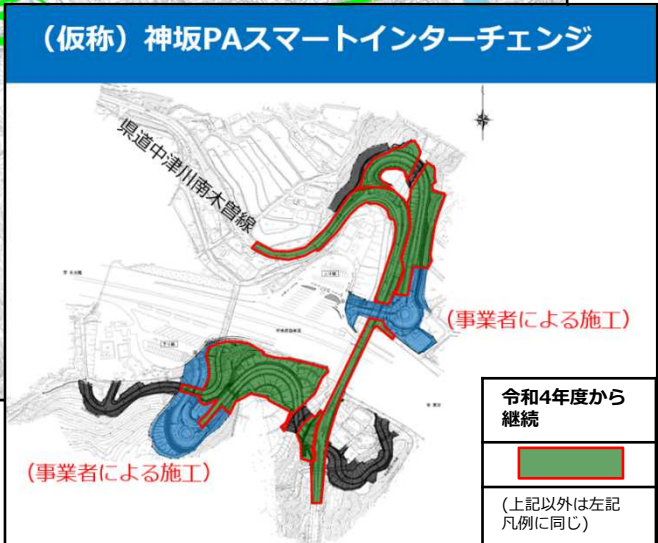 （仮称）神坂PAスマートインターチェンジ
県道中津川南木曽線
（事業者による施工）
（事業者による施工）
令和4年度から
継続
（上記以外は左記
凡例に同じ）